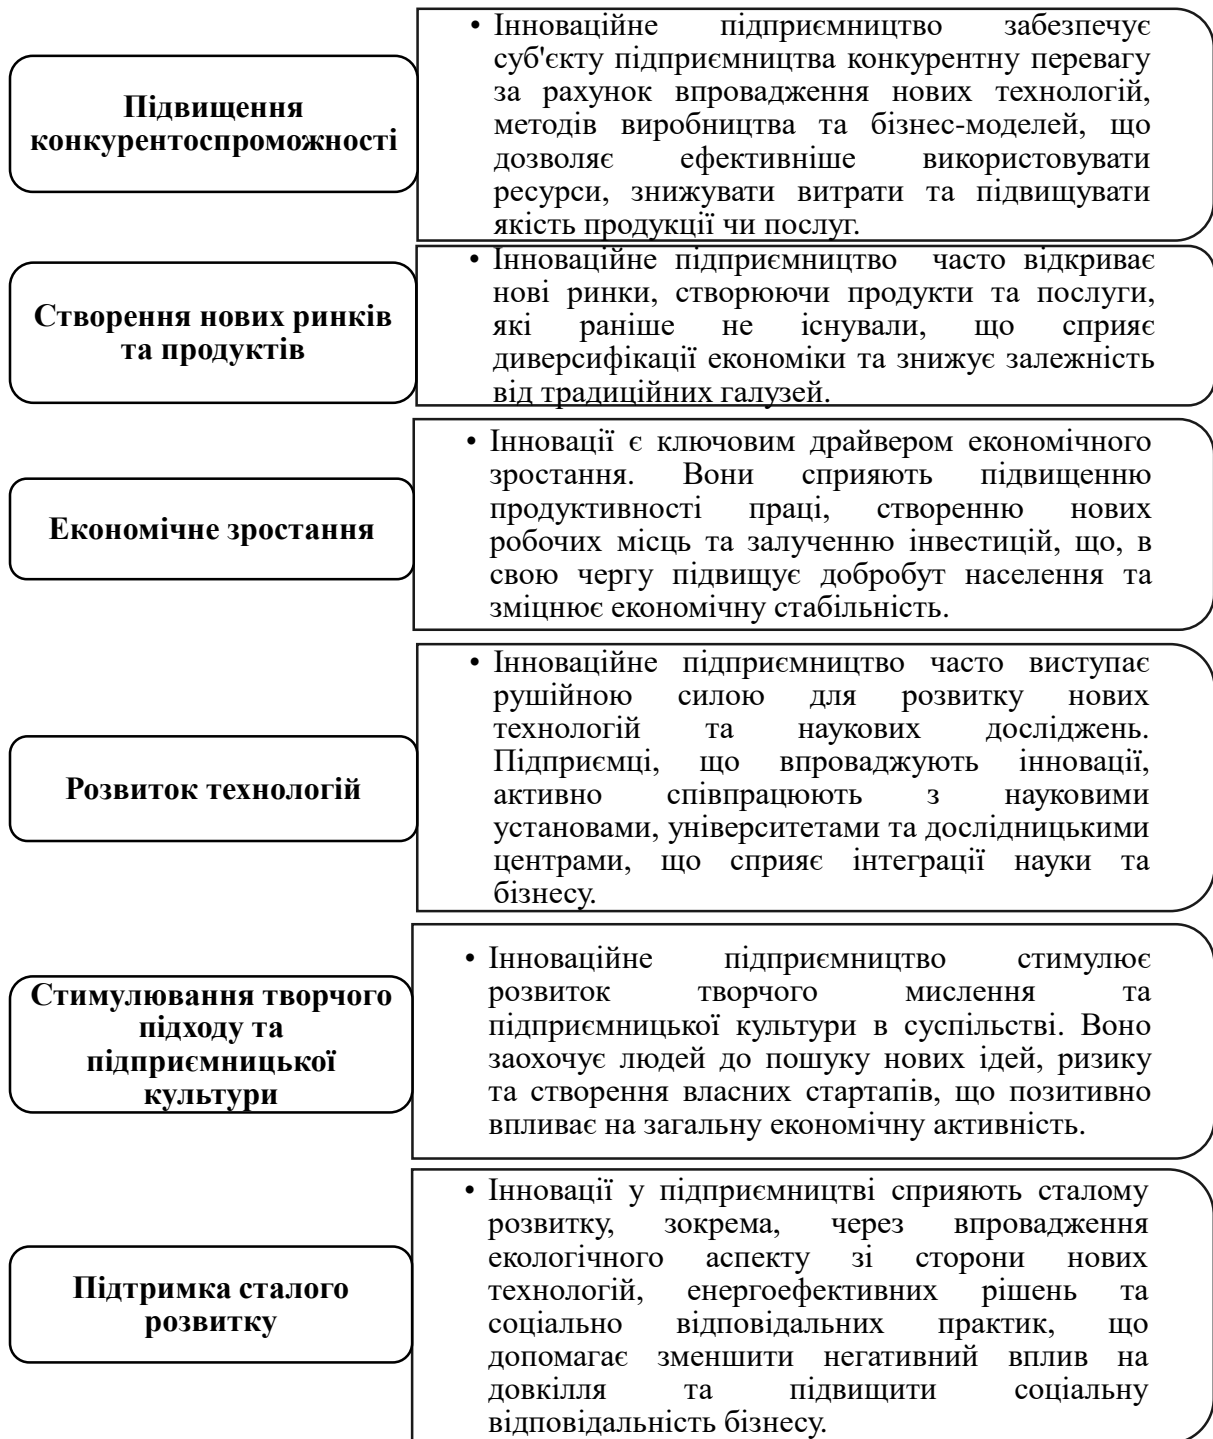 Підвищення
конкурентоспроможності
• Інноваційне підприємництво забезпечує
суб'єкту підприємництва конкурентну перевагу
за рахунок впровадження нових технологій,
методів виробництва та бізнес-моделей, що
дозволяє ефективніше використовувати
ресурси, знижувати витрати та підвищувати
якість продукції чи послуг.
Створення нових ринків
та продуктів
• Інноваційне підприємництво часто відкриває
нові ринки, створюючи продукти та послуги,
які раніше не існували, що сприяє
диверсифікації економіки та знижує залежність
від традиційних галузей.
Економічне зростання
• Інновації є ключовим драйвером економічного
зростання. Вони сприяють підвищенню
продуктивності праці, створенню нових
робочих місць та залученню інвестицій, що, в
свою чергу підвищує добробут населення та
зміцнює економічну стабільність.
Розвиток технологій
• Інноваційне підприємництво часто виступає
рушійною силою для розвитку нових
технологій та наукових досліджень.
Підприємці, що впроваджують інновації,
активно співпрацюють з науковими
установами, університетами та дослідницькими
центрами, що сприяє інтеграції науки та
бізнесу.
Стимулювання творчого
підходу та
підприємницької
культури
• Інноваційне підприємництво стимулює
розвиток творчого мислення та
підприємницької культури в суспільстві. Воно
заохочує людей до пошуку нових ідей, ризику
та створення власних стартапів, що позитивно
впливає на загальну економічну активність.
Підтримка сталого
розвитку
• Інновації у підприємництві сприяють сталому
розвитку, зокрема, через впровадження
екологічного аспекту зі сторони нових
технологій, енергоефективних рішень та
соціально відповідальних практик, що
допомагає зменшити негативний вплив на
довкілля та підвищити соціальну
відповідальність бізнесу.